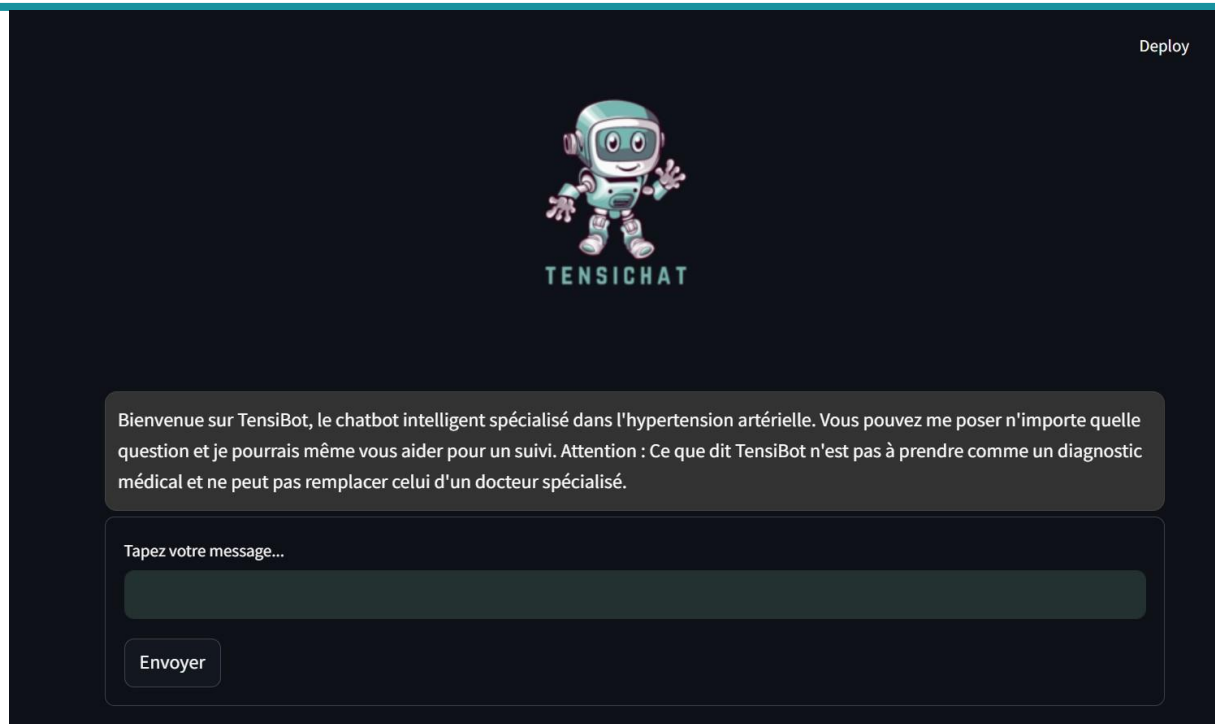 Deploy
TENSICHAT
Bienvenue sur TensiBot, le chatbot intelligent spécialisé dans l'hypertension artérielle. Vous pouvez me poser n'importe quelle
question et je pourrais même vous aider pour un suivi. Attention : Ce que dit TensiBot n'est pas à prendre comme un diagnostic
médical et ne peut pas remplacer celui d'un docteur spécialisé.
Tapez votre message...
Envoyer